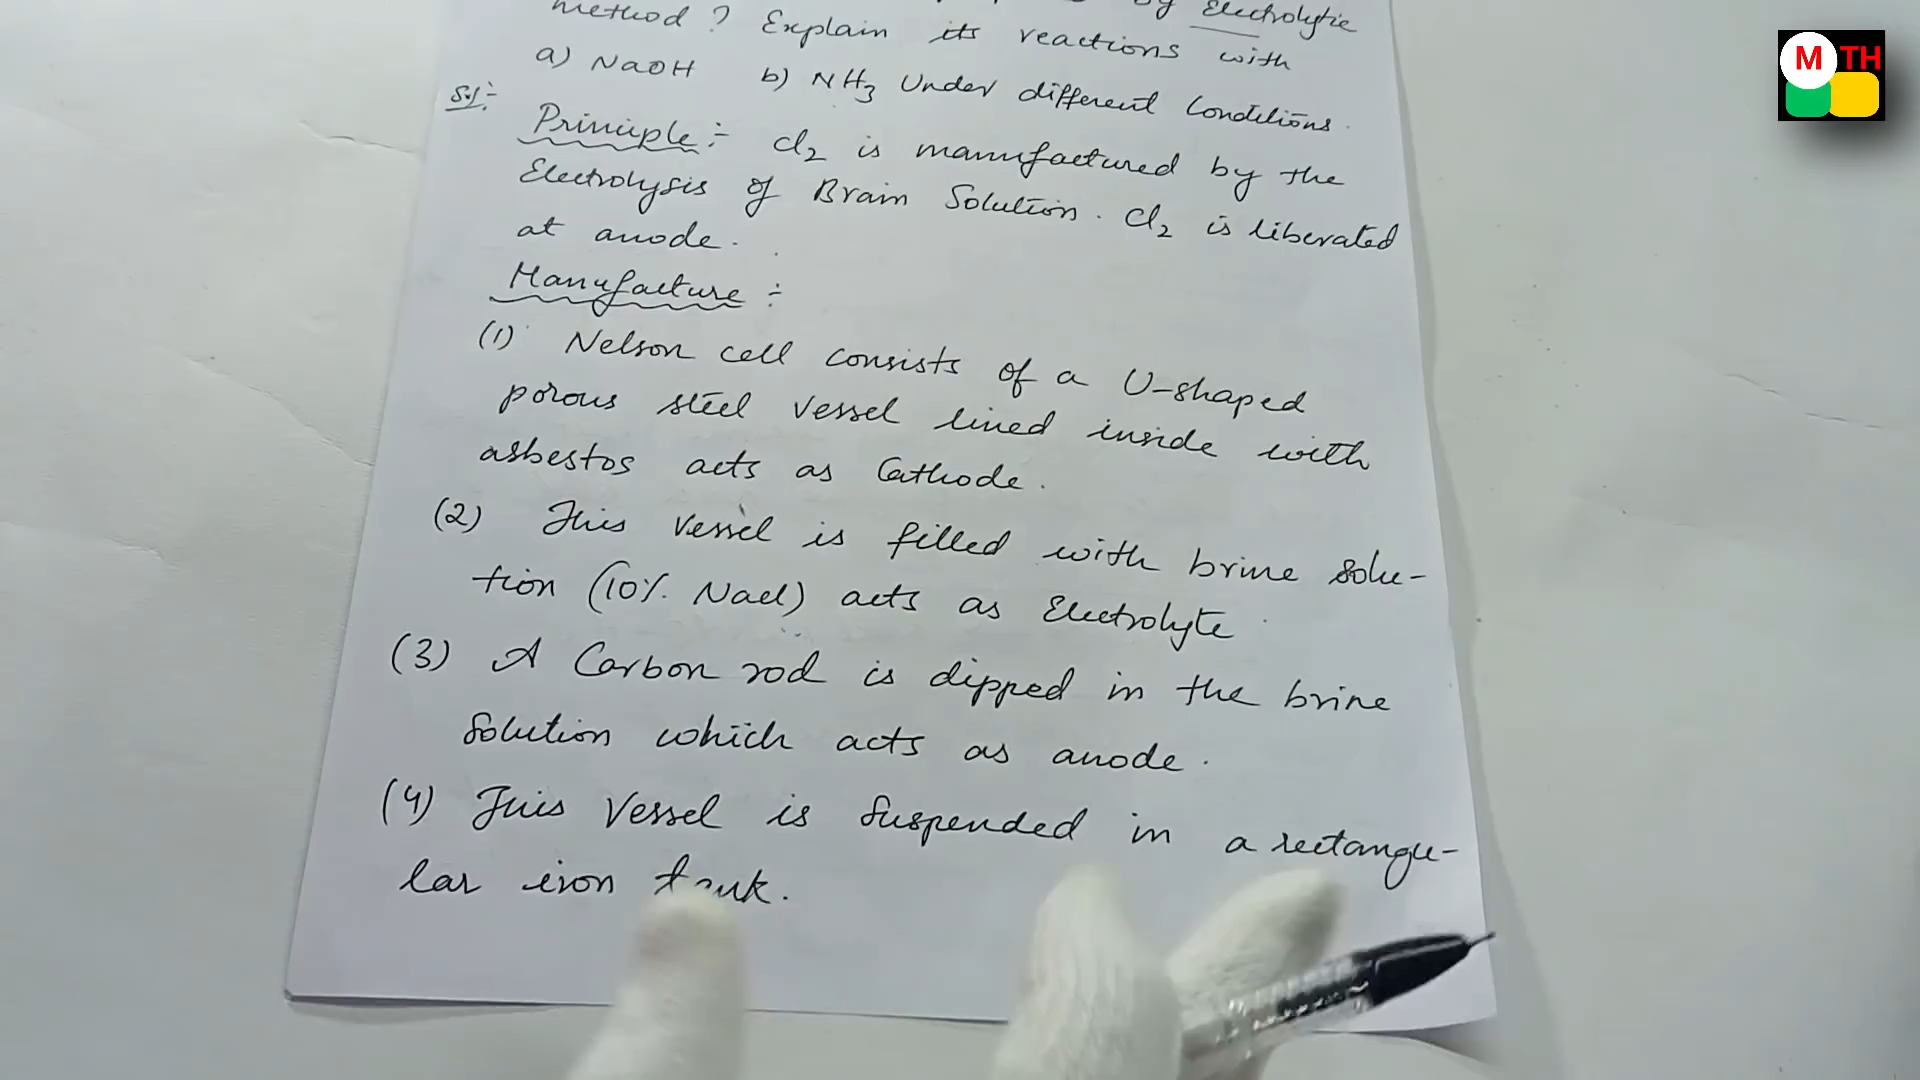 by Electrolytic
method? Explain its reactions with
a) NaOH b) NH3 Under different Conditions.
Sol:-
Principle:- Cl2 is manufactured by the
Electrolysis of Brain Solution. Cl2 is liberated
at anode.
Manufacture:-
(1) Nelson cell consists of a U-shaped
porous steel vessel lined inside with
asbestos acts as Cathode.
(2) This Vessel is filled with brine solu-
tion (10% NaCl) acts as Electrolyte
(3) A Carbon rod is dipped in the brine
Solution which acts as anode.
(4) This Vessel is Suspended in a rectangu-
lar iron tank.
M TH